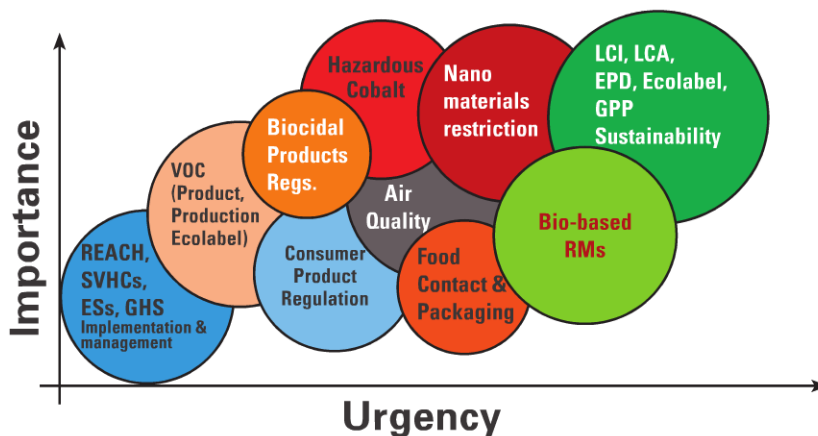 Importance
Hazardous
Cobalt
Nano
materials
restriction
LCI, LCA,
EPD, Ecolabel,
GPP
Sustainability
Biocidal
Products
Regs.
VOC
(Product,
Production
Ecolabel)
Air
Quality
Bio-based
RMs
REACH,
SVHCs,
ESs, GHS
Implementation &
management
Consumer
Product
Regulation
Food
Contact &
Packaging
Urgency